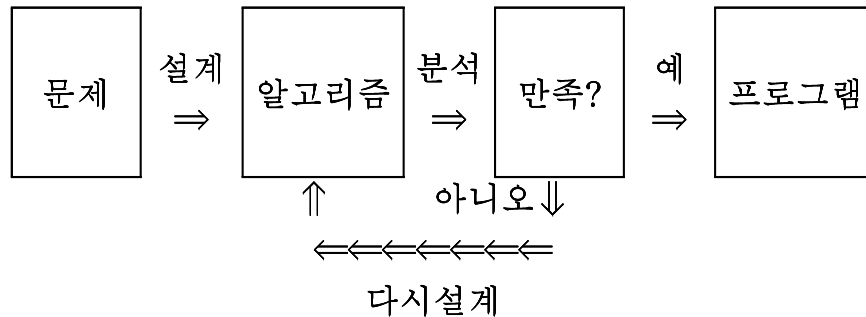 설계 분석 예
문제 알고리즘 만족? 프로그램
⇒ ⇒ ⇒
⇑ 아니오⇓
⇐⇐⇐⇐⇐⇐⇐
다시설계